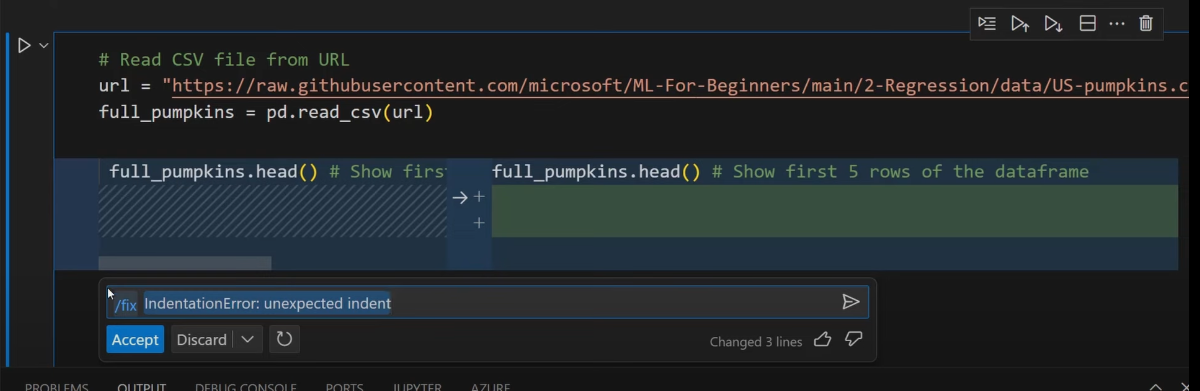 # Read CSV file from URL
url = "https://raw.githubusercontent.com/microsoft/ML-For-Beginners/main/2-Regression/data/US-pumpkins.c
full_pumpkins = pd.read_csv(url)
full_pumpkins.head() # Show firs
full_pumpkins.head() # Show first 5 rows of the dataframe
/fix IndentationError: unexpected indent
Accept Discard
Changed 3 lines
PROBLEMS OUTPUT DEBUG CONSOLE PORTS JUPYTER AZURE